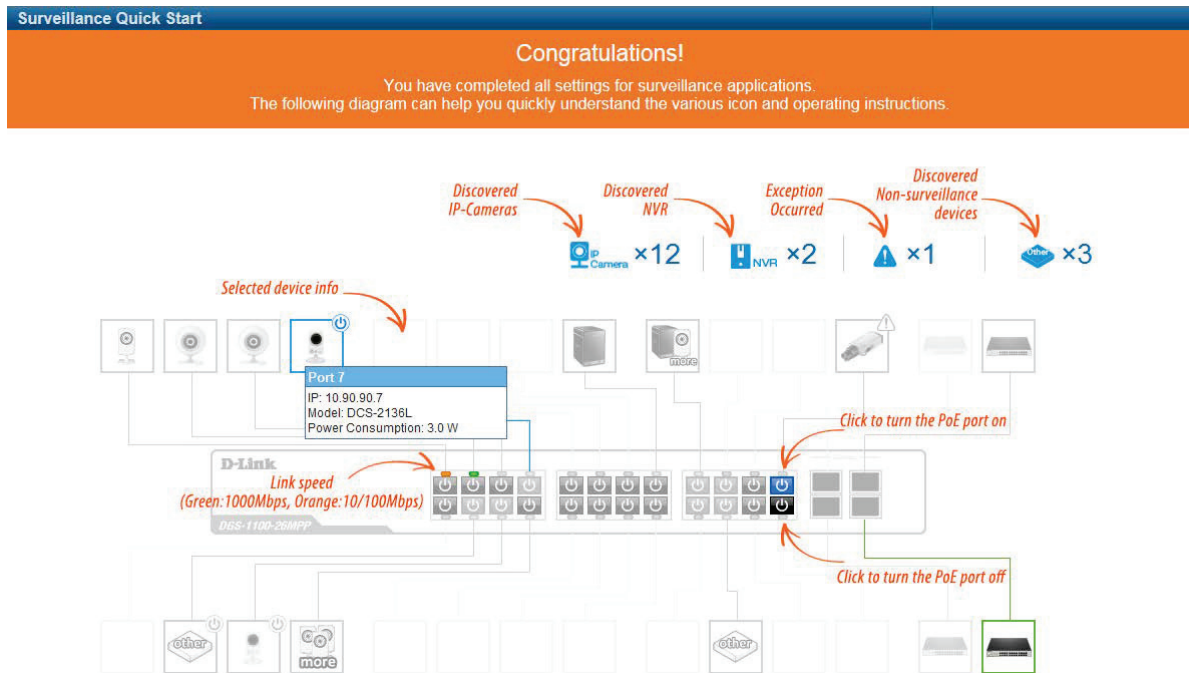 Surveillance Quick Start
Congratulations!
You have completed all settings for surveillance applications.
The following diagram can help you quickly understand the various icon and operating instructions.
Discovered
IP-Cameras
Discovered
NVR
Exception
Occurred
Discovered
Non-surveillance
devices
IP
Camera ×12
NVR ×2
×1
Other ×3
Selected device info
more
Port 7
IP: 10.90.90.7
Model: DCS-2136L
Power Consumption: 3.0 W
Click to turn the PoE port on
D-Link
Link speed
(Green:1000Mbps, Orange:10/100Mbps)
DGS-1100-26MPP
Click to turn the PoE port off
other
more
other